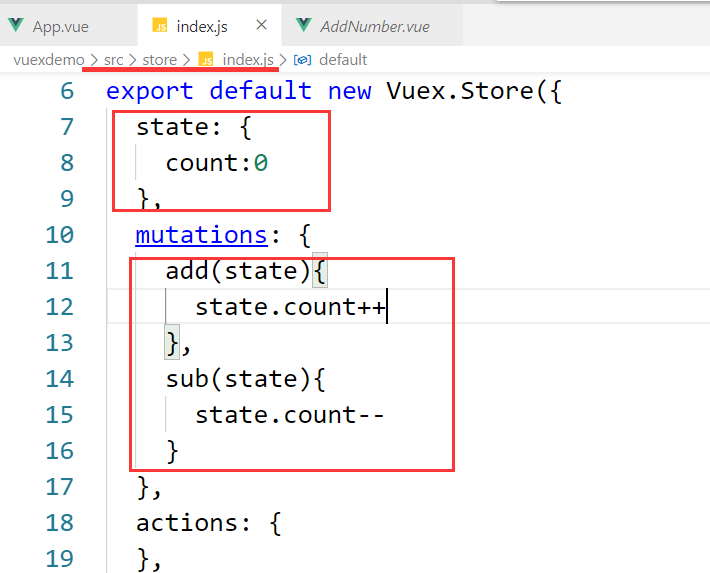 App.vue JS index.js × AddNumber.vue
vuexdemo > src > store > JS index.js > default
6 export default new Vuex.Store({
7 state: {
8 count:0
9 },
10 mutations: {
11 add(state){
12 state.count++
13 },
14 sub(state){
15 state.count--
16 }
17 },
18 actions: {
19 },